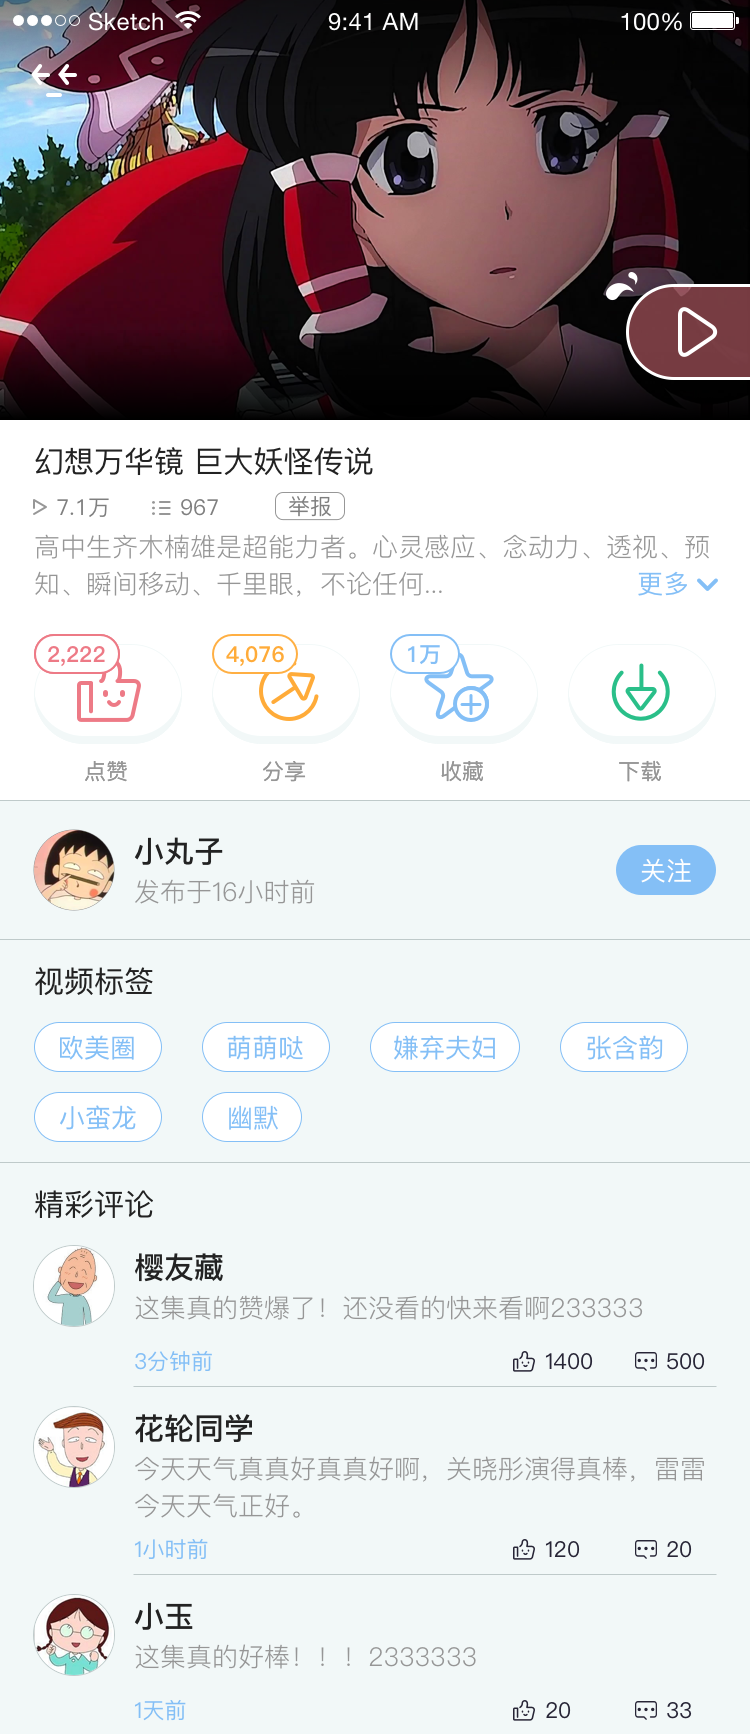 Sketch 9:41 AM 100%
幻想万华镜 巨大妖怪传说
7.1万 967 举报
高中生齐木楠雄是超能力者。心灵感应、念动力、透视、预
知、瞬间移动、千里眼，不论任何... 更多
2,222 4,076 1万
点赞 分享 收藏 下载
小丸子
发布于16小时前
关注
视频标签
欧美圈 萌萌哒 嫌弃夫妇 张含韵
小蛮龙 幽默
精彩评论
樱友藏
这集真的赞爆了！还没看的快来看啊233333
3分钟前 1400 500
花轮同学
今天天气真真好真真好啊，关晓彤演得真棒，雷雷
今天天气正好。
1小时前 120 20
小玉
这集真的好棒！！！2333333
1天前 20 33